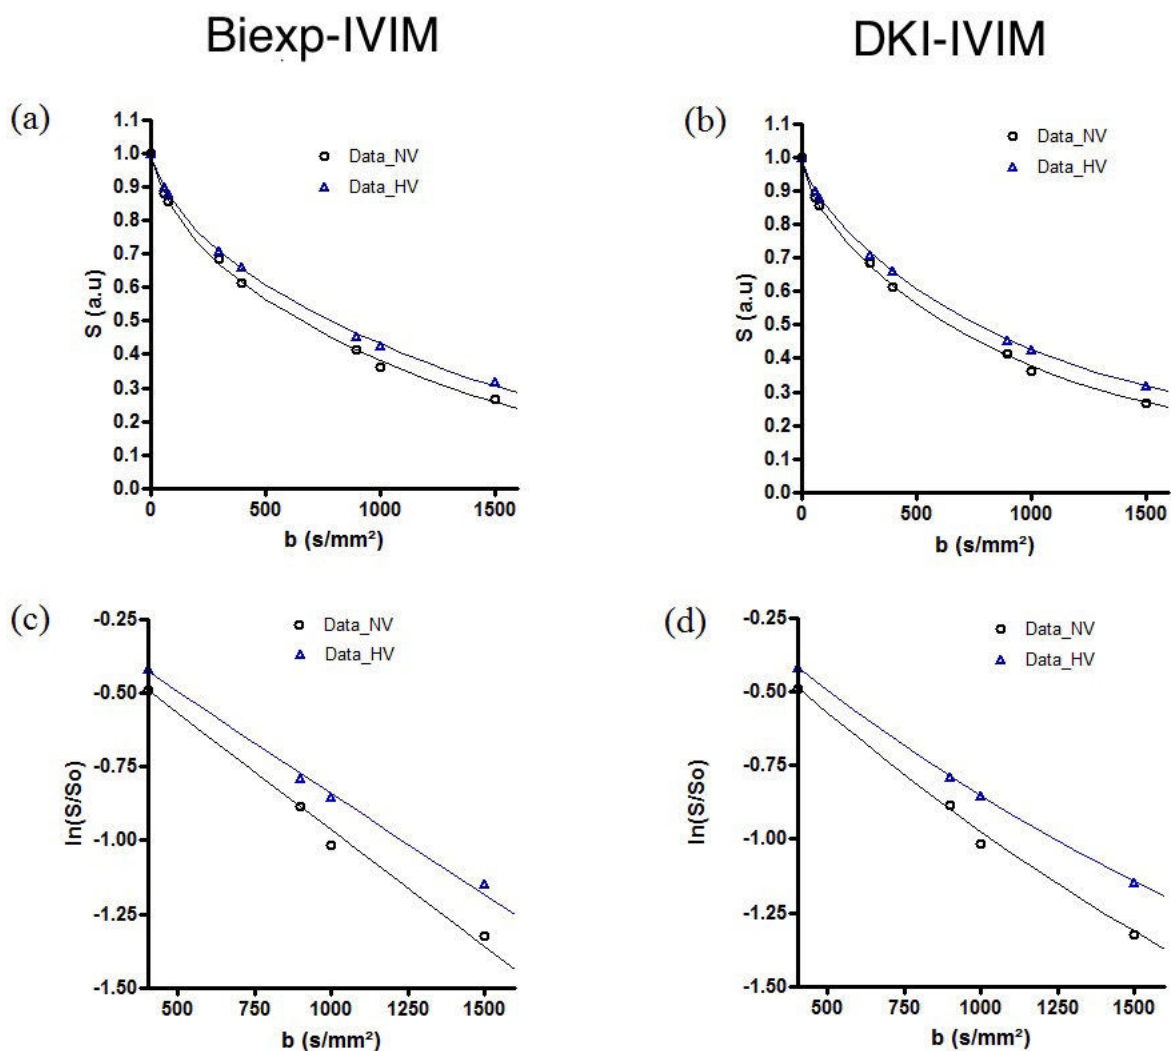 Biexp-IVIM
DKI-IVIM
(a)
1.1
1.0
0.9
0.8
0.7
0.6
0.5
0.4
0.3
0.2
0.1
0.0
S (a.u)
Data_NV
Data_HV
0 500 1000 1500
b (s/mm²)
(b)
1.1
1.0
0.9
0.8
0.7
0.6
0.5
0.4
0.3
0.2
0.1
0.0
S (a.u)
Data_NV
Data_HV
0 500 1000 1500
b (s/mm²)
(c)
-0.25
-0.50
-0.75
-1.00
-1.25
-1.50
ln(S/So)
Data_NV
Data_HV
500 750 1000 1250 1500
b (s/mm²)
(d)
-0.25
-0.50
-0.75
-1.00
-1.25
-1.50
ln(S/So)
Data_NV
Data_HV
500 750 1000 1250 1500
b (s/mm²)